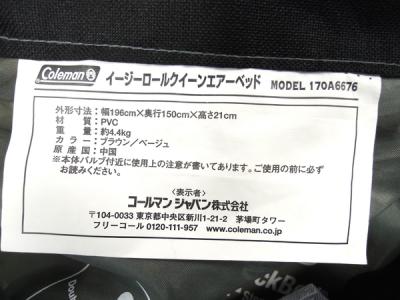 Coleman イージーロールクイーンエアーベッド MODEL 170A6676
外形寸法：幅196cm×奥行150cm×高さ21cm
材 質：PVC
重 量：約4.4kg
カ ラ ー：ブラウン／ベージュ
原 産 国：中国
※本体バルブ付近に使用上の注意が書いてあります。ご使用の前に必ず
お読みください。
＜表示者＞
コールマン ジャパン株式会社
〒104-0033 東京都中央区新川1-21-2 茅場町タワー
フリーコール 0120-111-957 www.coleman.co.jp